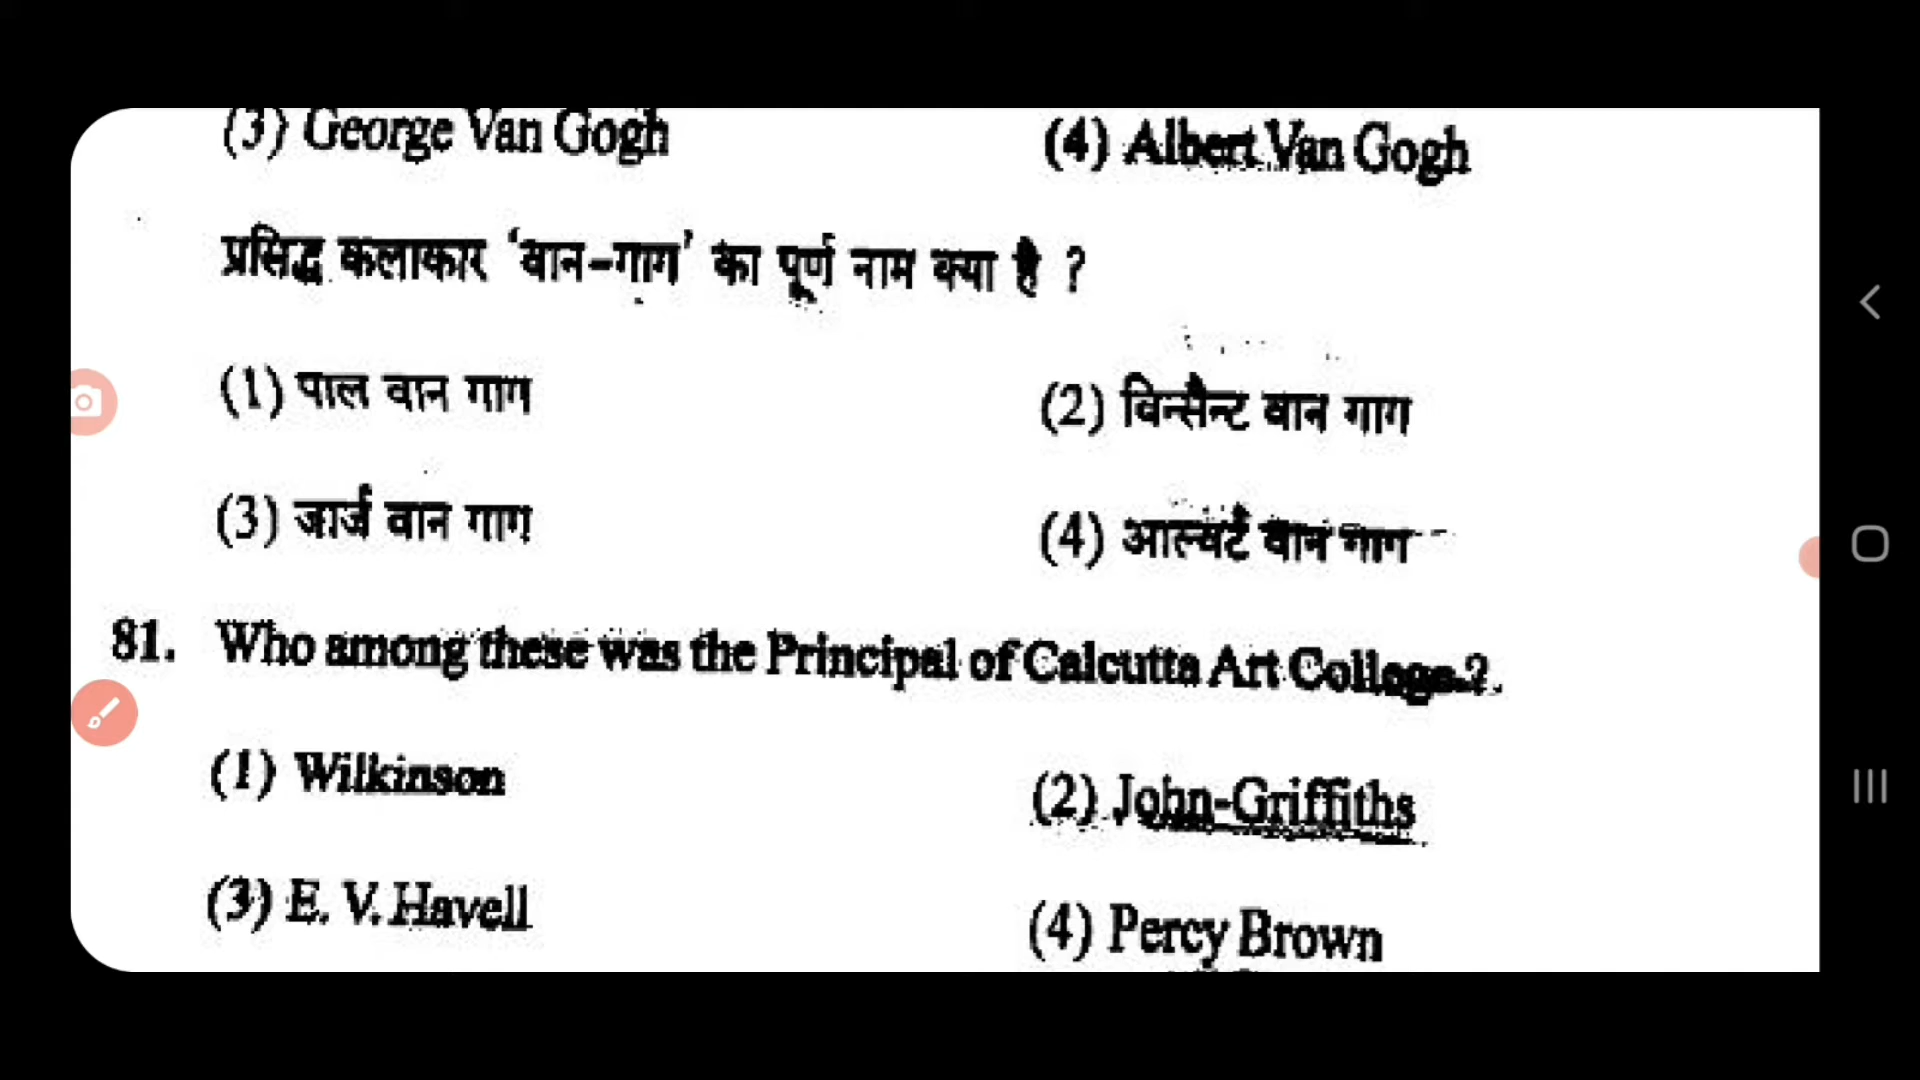 (3) George Van Gogh
(4) Albert Van Gogh
प्रसिद्ध कलाकार ‘वान-गाग’ का पूर्ण नाम क्या है ?
(1) पाल वान गाग
(2) विन्सैन्ट वान गाग
(3) जार्ज वान गाग
(4) आल्बर्ट वान गाग
81. Who among these was the Principal of Calcutta Art College ?
(1) Wilkinson
(2) John-Griffiths
(3) E. V. Havell
(4) Percy Brown